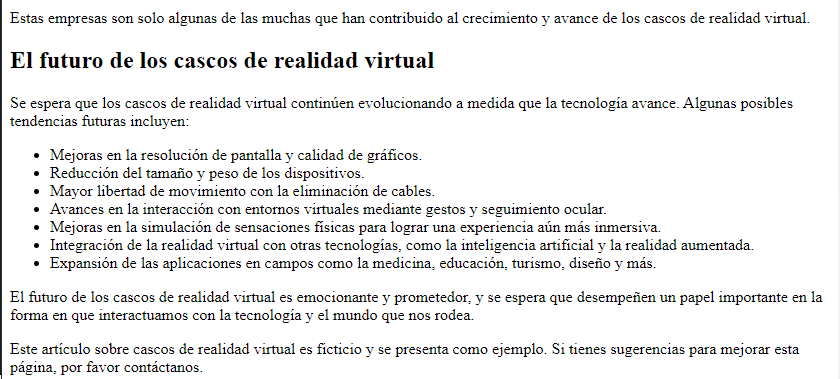 Estas empresas son solo algunas de las muchas que han contribuido al crecimiento y avance de los cascos de realidad virtual.
El futuro de los cascos de realidad virtual
Se espera que los cascos de realidad virtual continúen evolucionando a medida que la tecnología avance. Algunas posibles
tendencias futuras incluyen:
• Mejoras en la resolución de pantalla y calidad de gráficos.
• Reducción del tamaño y peso de los dispositivos.
• Mayor libertad de movimiento con la eliminación de cables.
• Avances en la interacción con entornos virtuales mediante gestos y seguimiento ocular.
• Mejoras en la simulación de sensaciones físicas para lograr una experiencia aún más inmersiva.
• Integración de la realidad virtual con otras tecnologías, como la inteligencia artificial y la realidad aumentada.
• Expansión de las aplicaciones en campos como la medicina, educación, turismo, diseño y más.
El futuro de los cascos de realidad virtual es emocionante y prometedor, y se espera que desempeñen un papel importante en la
forma en que interactuamos con la tecnología y el mundo que nos rodea.
Este artículo sobre cascos de realidad virtual es ficticio y se presenta como ejemplo. Si tienes sugerencias para mejorar esta
página, por favor contáctanos.